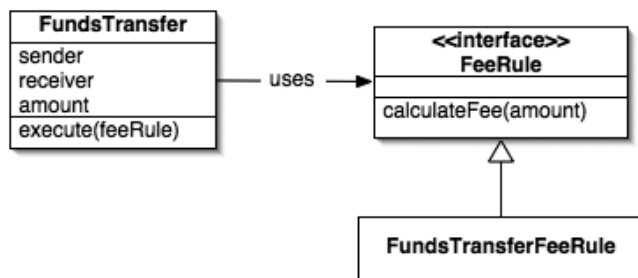 FundsTransfer
sender
receiver
amount
execute(feeRule)
uses
<<interface>>
FeeRule
calculateFee(amount)
FundsTransferFeeRule